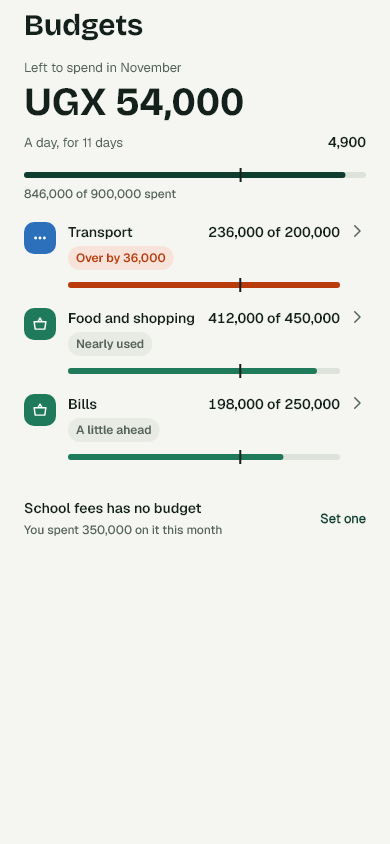 Budgets
Left to spend in November
UGX 54,000
A day, for 11 days 4,900
846,000 of 900,000 spent
Transport 236,000 of 200,000
Over by 36,000
Food and shopping 412,000 of 450,000
Nearly used
Bills 198,000 of 250,000
A little ahead
School fees has no budget
Set one
You spent 350,000 on it this month